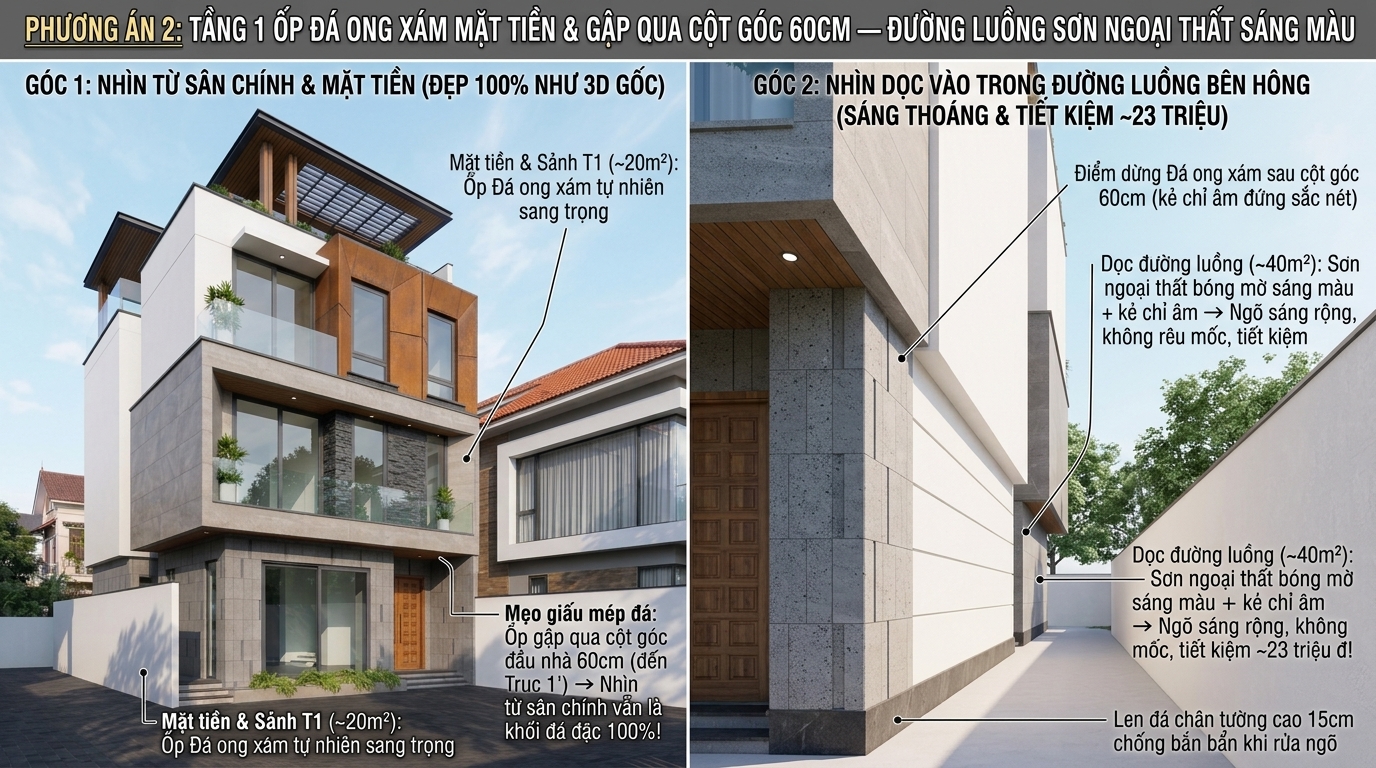 PHƯƠNG ÁN 2: TẦNG 1 ỐP ĐÁ ONG XÁM MẶT TIỀN & GẬP QUA CỘT GÓC 60CM — ĐƯỜNG LUỒNG SƠN NGOẠI THẤT SÁNG MÀU
GÓC 1: NHÌN TỪ SÂN CHÍNH & MẶT TIỀN (ĐẸP 100% NHƯ 3D GỐC)
Mặt tiền & Sảnh T1 (~20m²):
Ốp Đá ong xám tự nhiên
sang trọng
Mẹo giấu mép đá:
Ốp gập qua cột góc
đầu nhà 60cm (đến
Trục 1') → Nhìn
từ sân chính vẫn là
khối đá đặc 100%!
Mặt tiền & Sảnh T1 (~20m²):
Ốp Đá ong xám tự nhiên sang trọng
GÓC 2: NHÌN DỌC VÀO TRONG ĐƯỜNG LUỒNG BÊN HÔNG
(SÁNG THOÁNG & TIẾT KIỆM ~23 TRIỆU)
Điểm dừng Đá ong xám sau cột góc
60cm (kẻ chỉ âm đứng sắc nét)
Dọc đường luồng (~40m²): Sơn
ngoại thất bóng mờ sáng màu
+ kẻ chỉ âm → Ngõ sáng rộng,
không rêu mốc, tiết kiệm
Dọc đường luồng (~40m²):
Sơn ngoại thất bóng mờ
sáng màu + kẻ chỉ âm
→ Ngõ sáng rộng, không
mốc, tiết kiệm ~23 triệu đ!
Len đá chân tường cao 15cm
chống bắn bẩn khi rửa ngõ